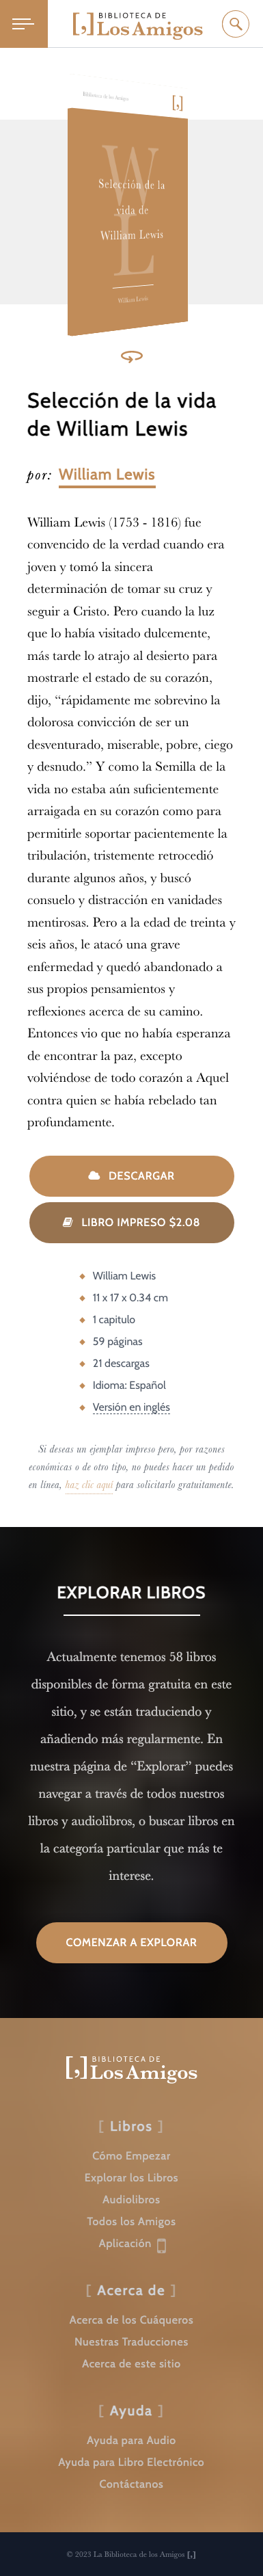 BIBLIOTECA DE
[,] Los Amigos
Biblioteca de los Amigos
[,]
WL
Selección de la
vida de
William Lewis
William Lewis
Selección de la vida
de William Lewis
por: William Lewis
William Lewis (1753 - 1816) fue
convencido de la verdad cuando era
joven y tomó la sincera
determinación de tomar su cruz y
seguir a Cristo. Pero cuando la luz
que lo había visitado dulcemente,
más tarde lo atrajo al desierto para
mostrarle el estado de su corazón,
dijo, “rápidamente me sobrevino la
dolorosa convicción de ser un
desventurado, miserable, pobre, ciego
y desnudo.” Y como la Semilla de la
vida no estaba aún suficientemente
arraigada en su corazón como para
permitirle soportar pacientemente la
tribulación, tristemente retrocedió
durante algunos años, y buscó
consuelo y distracción en vanidades
mentirosas. Pero a la edad de treinta y
seis años, le atacó una grave
enfermedad y quedó abandonado a
sus propios pensamientos y
reflexiones acerca de su camino.
Entonces vio que no había esperanza
de encontrar la paz, excepto
volviéndose de todo corazón a Aquel
contra quien se había rebelado tan
profundamente.
DESCARGAR
LIBRO IMPRESO $2.08
William Lewis
11 x 17 x 0.34 cm
1 capitulo
59 páginas
21 descargas
Idioma: Español
Versión en inglés
Si deseas un ejemplar impreso pero, por razones
económicas o de otro tipo, no puedes hacer un pedido
en línea, haz clic aquí para solicitarlo gratuitamente.
EXPLORAR LIBROS
Actualmente tenemos 58 libros
disponibles de forma gratuita en este
sitio, y se están traduciendo y
añadiendo más regularmente. En
nuestra página de “Explorar” puedes
navegar a través de todos nuestros
libros y audiolibros, o buscar libros en
la categoría particular que más te
interese.
COMENZAR A EXPLORAR
BIBLIOTECA DE
[,] Los Amigos
[ Libros ]
Cómo Empezar
Explorar los Libros
Audiolibros
Todos los Amigos
Aplicación
[ Acerca de ]
Acerca de los Cuáqueros
Nuestras Traducciones
Acerca de este sitio
[ Ayuda ]
Ayuda para Audio
Ayuda para Libro Electrónico
Contáctanos
© 2023 La Biblioteca de los Amigos [,]